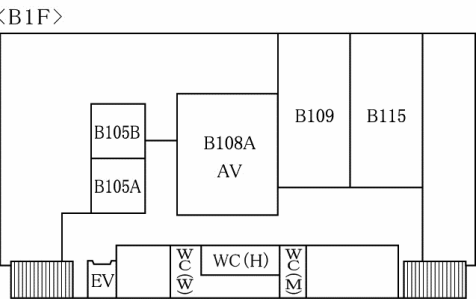 〈B1F〉
B109
B115
B105B
B108A
AV
B105A
WC(W)
WC(H)
WC(M)
EV